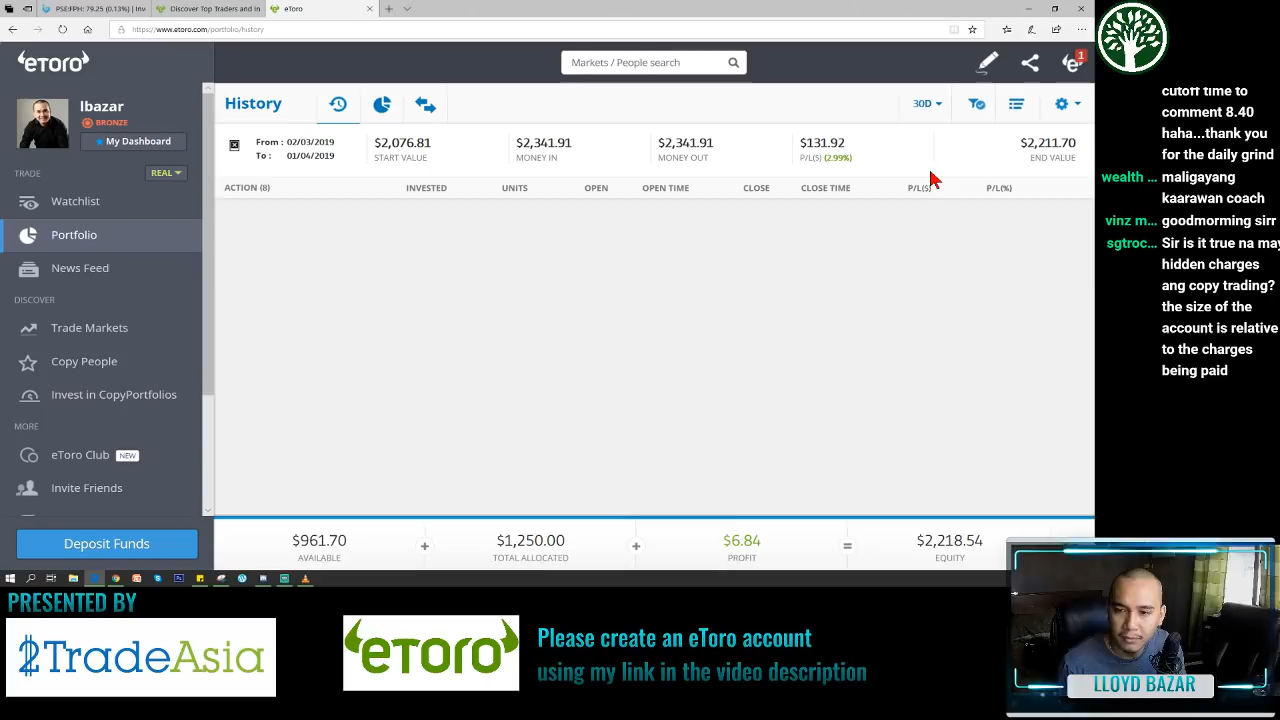 PSE:FPH: 79.25 (0.13%) | Inv
Discover Top Traders and In
eToro
https://www.etoro.com/portfolio/history
eToro
Markets / People search
1
lbazar
BRONZE
My Dashboard
TRADE
REAL
Watchlist
Portfolio
News Feed
DISCOVER
Trade Markets
Copy People
Invest in CopyPortfolios
MORE
eToro Club NEW
Invite Friends
Deposit Funds
History
30D
From : 02/03/2019
To : 01/04/2019
$2,076.81
START VALUE
$2,341.91
MONEY IN
$2,341.91
MONEY OUT
$131.92
P/L($) (2.99%)
$2,211.70
END VALUE
ACTION (8) INVESTED UNITS OPEN OPEN TIME CLOSE CLOSE TIME P/L($) P/L(%)
$961.70
AVAILABLE
+
$1,250.00
TOTAL ALLOCATED
+
$6.84
PROFIT
=
$2,218.54
EQUITY
cutoff time to
comment 8.40
haha...thank you
for the daily grind
wealth ... maligayang
kaarawan coach
vinz m... goodmorning sirr
sgtroc... Sir is it true na may
hidden charges
ang copy trading?
the size of the
account is relative
to the charges
being paid
PRESENTED BY
2TradeAsia
eToro
Please create an eToro account
using my link in the video description
LLOYD BAZAR